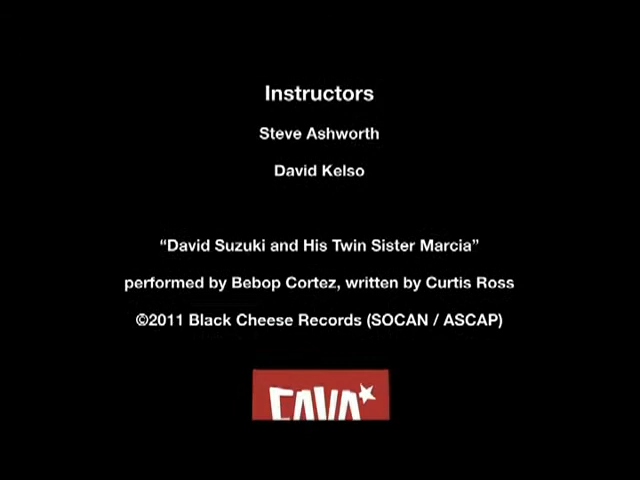 Instructors
Steve Ashworth
David Kelso
“David Suzuki and His Twin Sister Marcia”
performed by Bebop Cortez, written by Curtis Ross
©2011 Black Cheese Records (SOCAN / ASCAP)